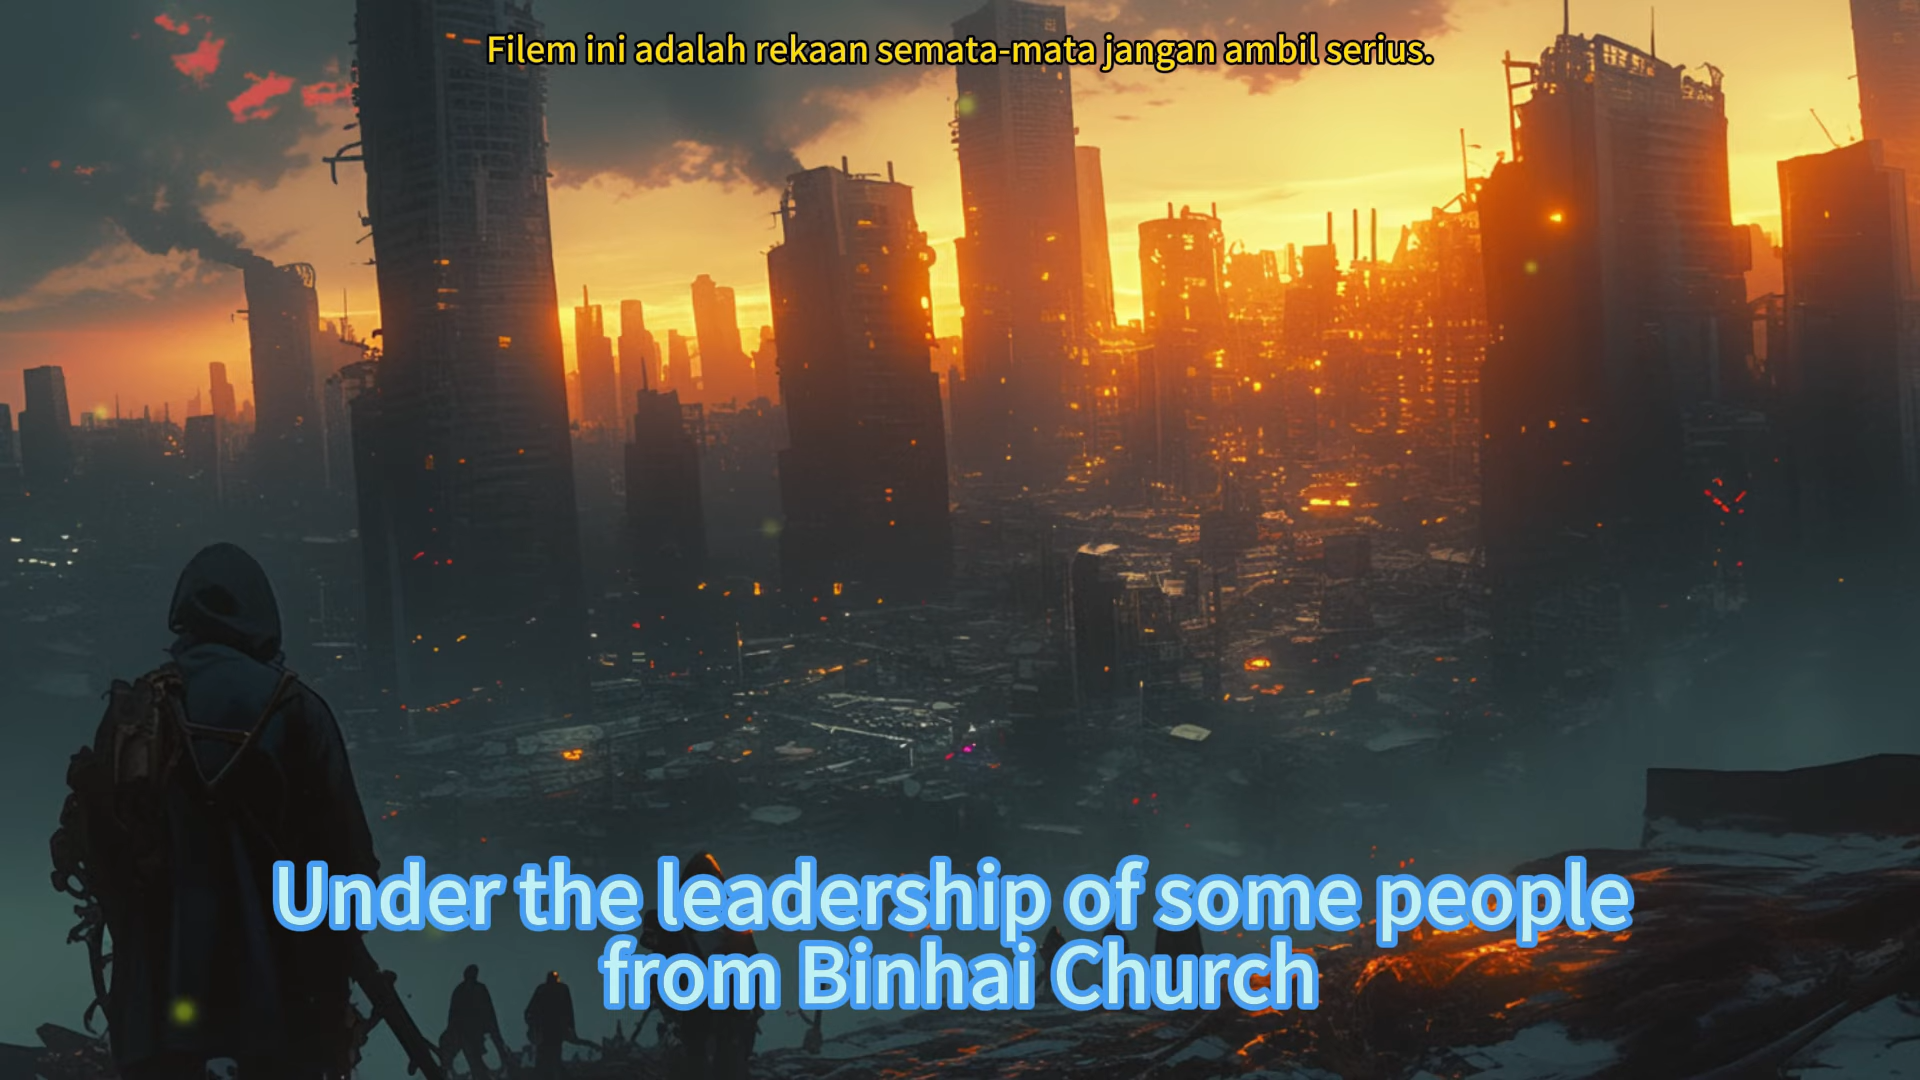 Filem ini adalah rekaan semata-mata jangan ambil serius.
Under the leadership of some people
from Binhai Church